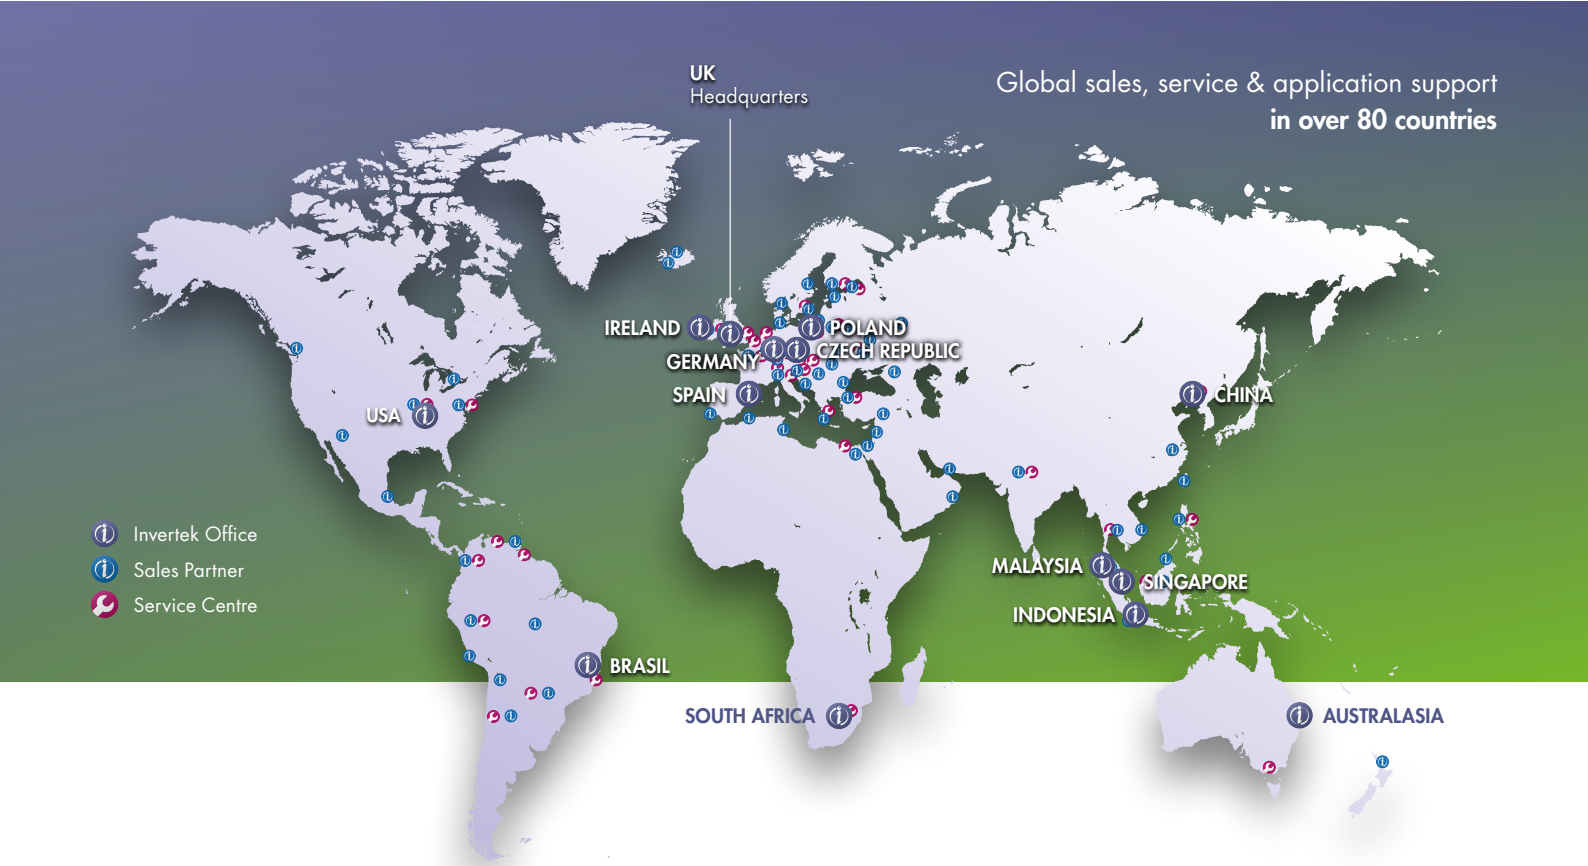 UK
Headquarters
Global sales, service & application support
in over 80 countries
IRELAND
POLAND
GERMANY
CZECH REPUBLIC
SPAIN
USA
CHINA
Invertek Office
Sales Partner
Service Centre
MALAYSIA
SINGAPORE
INDONESIA
BRASIL
SOUTH AFRICA
AUSTRALASIA